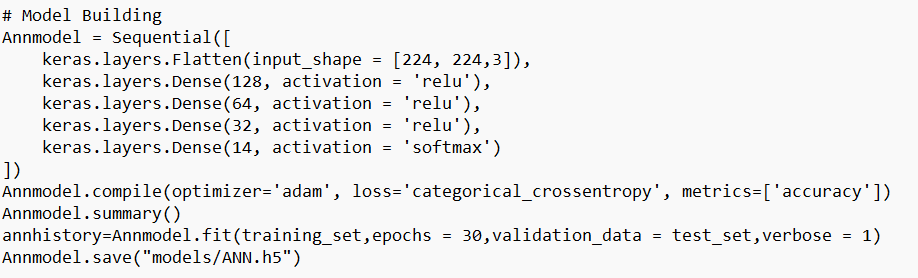 # Model Building
Annmodel = Sequential([
    keras.layers.Flatten(input_shape = [224, 224,3]),
    keras.layers.Dense(128, activation = 'relu'),
    keras.layers.Dense(64, activation = 'relu'),
    keras.layers.Dense(32, activation = 'relu'),
    keras.layers.Dense(14, activation = 'softmax')
])
Annmodel.compile(optimizer='adam', loss='categorical_crossentropy', metrics=['accuracy'])
Annmodel.summary()
annhistory=Annmodel.fit(training_set,epochs = 30,validation_data = test_set,verbose = 1)
Annmodel.save("models/ANN.h5")